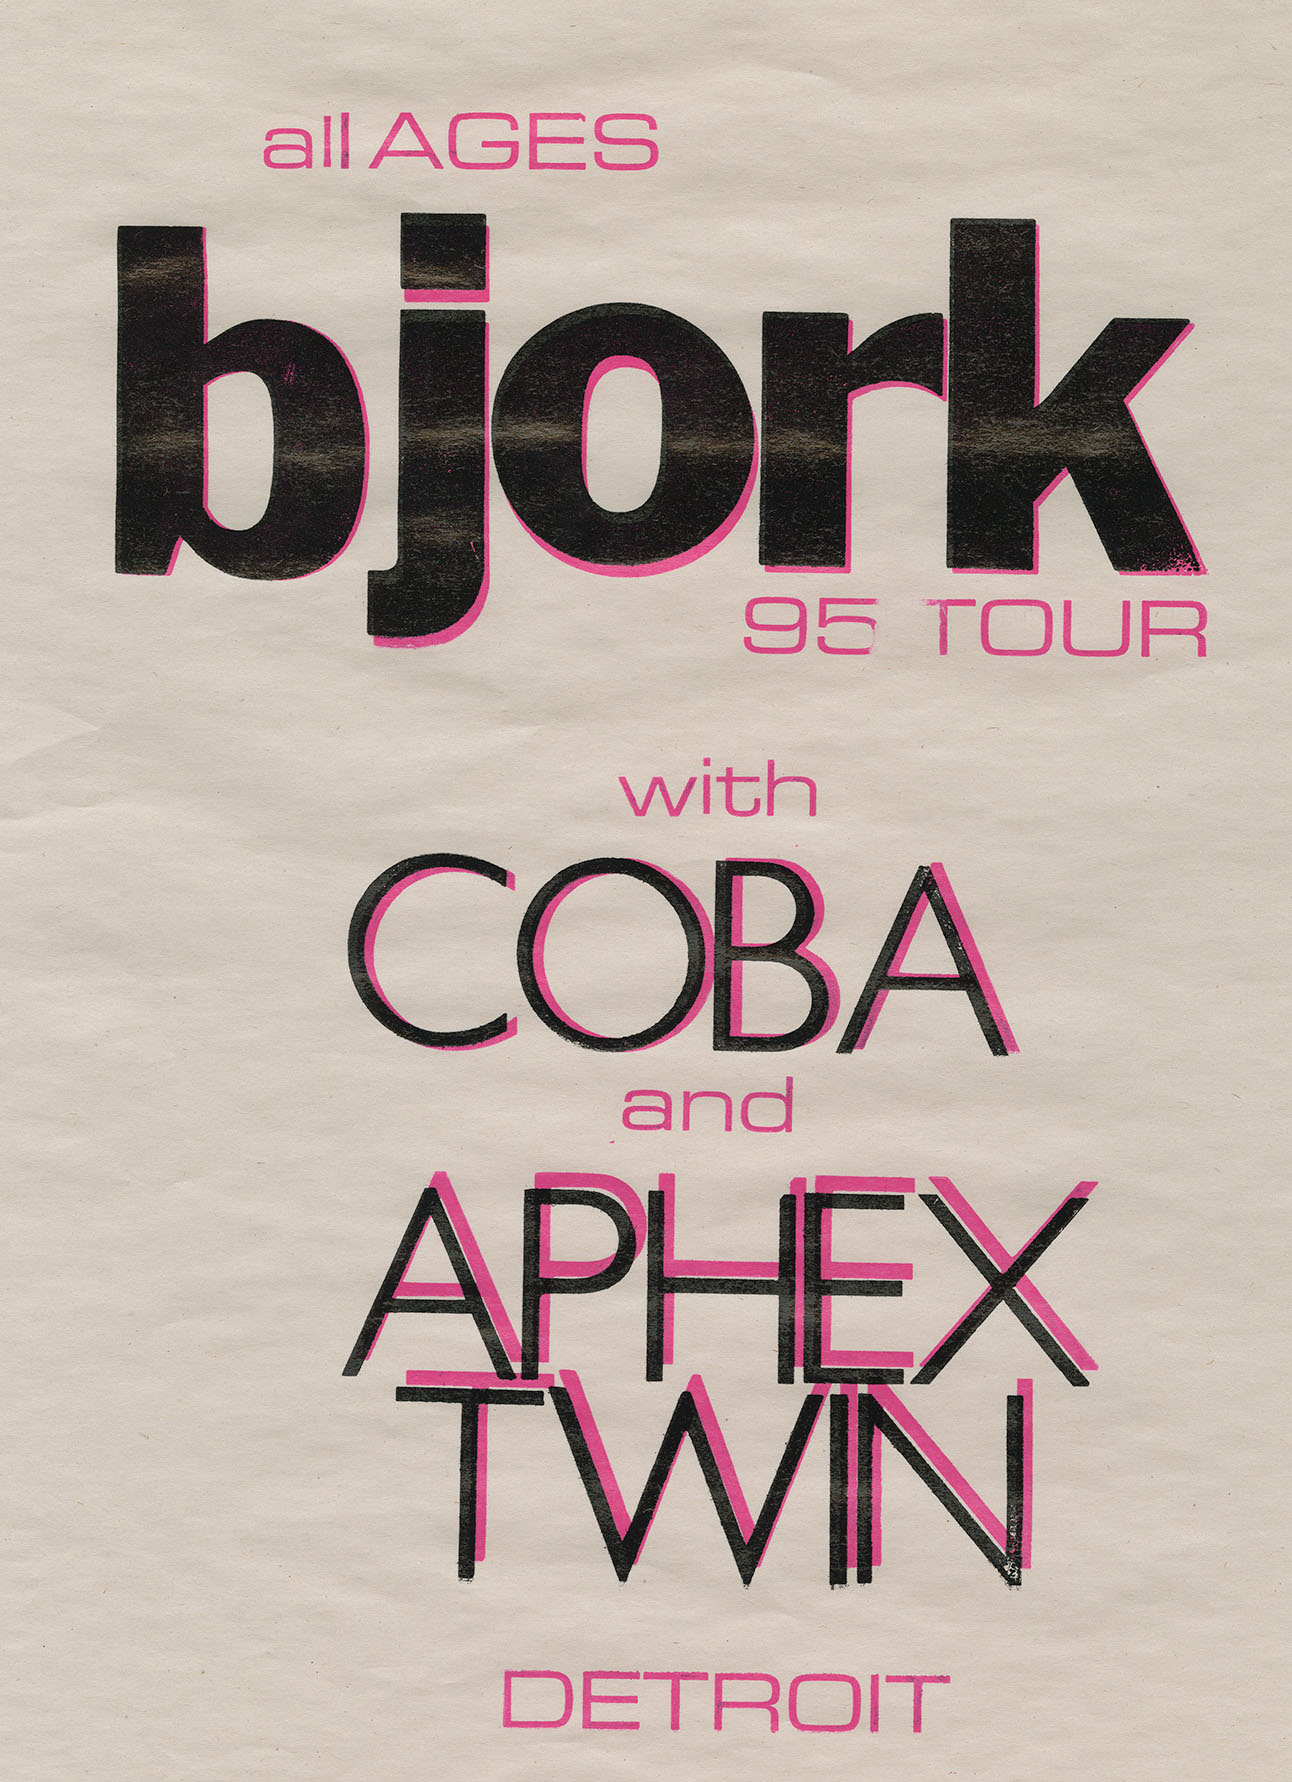 all AGES
bjork
95 TOUR
with
COBA
and
APHEX
TWIN
DETROIT